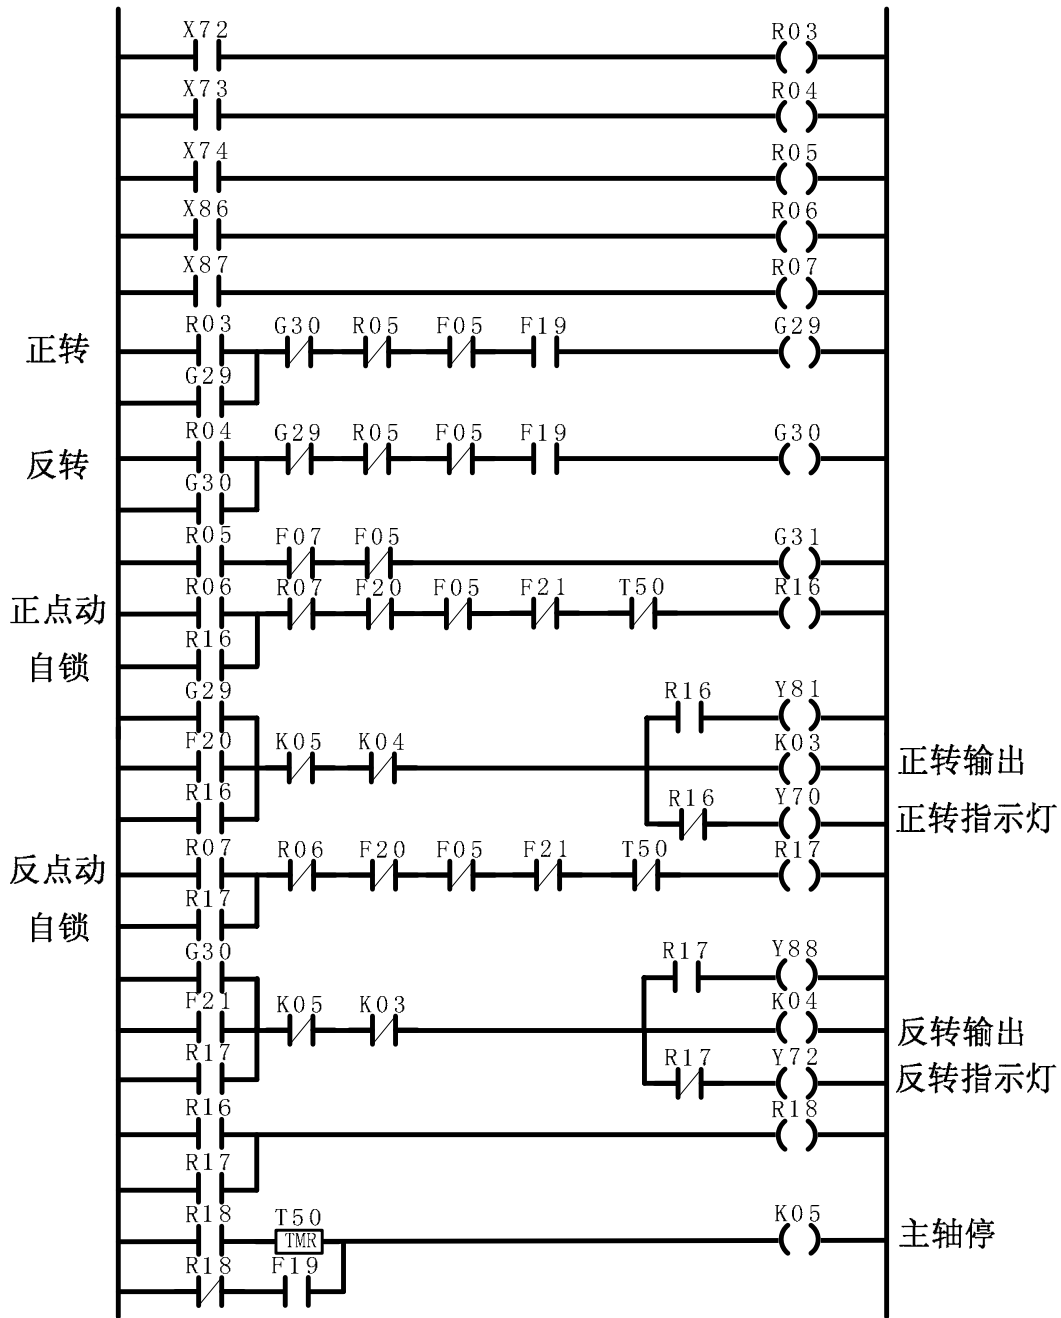 X72 R03
X73 R04
X74 R05
X86 R06
X87 R07
R03 G30 R05 F05 F19 G29
正转
G29
R04 G29 R05 F05 F19 G30
反转
G30
R05 F07 F05 G31
R06 R07 F20 F05 F21 T50 R16
正点动
R16
自锁
G29 R16 Y81
F20 K05 K04 K03
正转输出
R16 R16 Y70
正转指示灯
R07 R06 F20 F05 F21 T50 R17
反点动
R17
自锁
G30 R17 Y88
F21 K05 K03 K04
反转输出
R17 R17 Y72
反转指示灯
R16 R18
R17
R18 T50 K05
TMR
主轴停
R18 F19